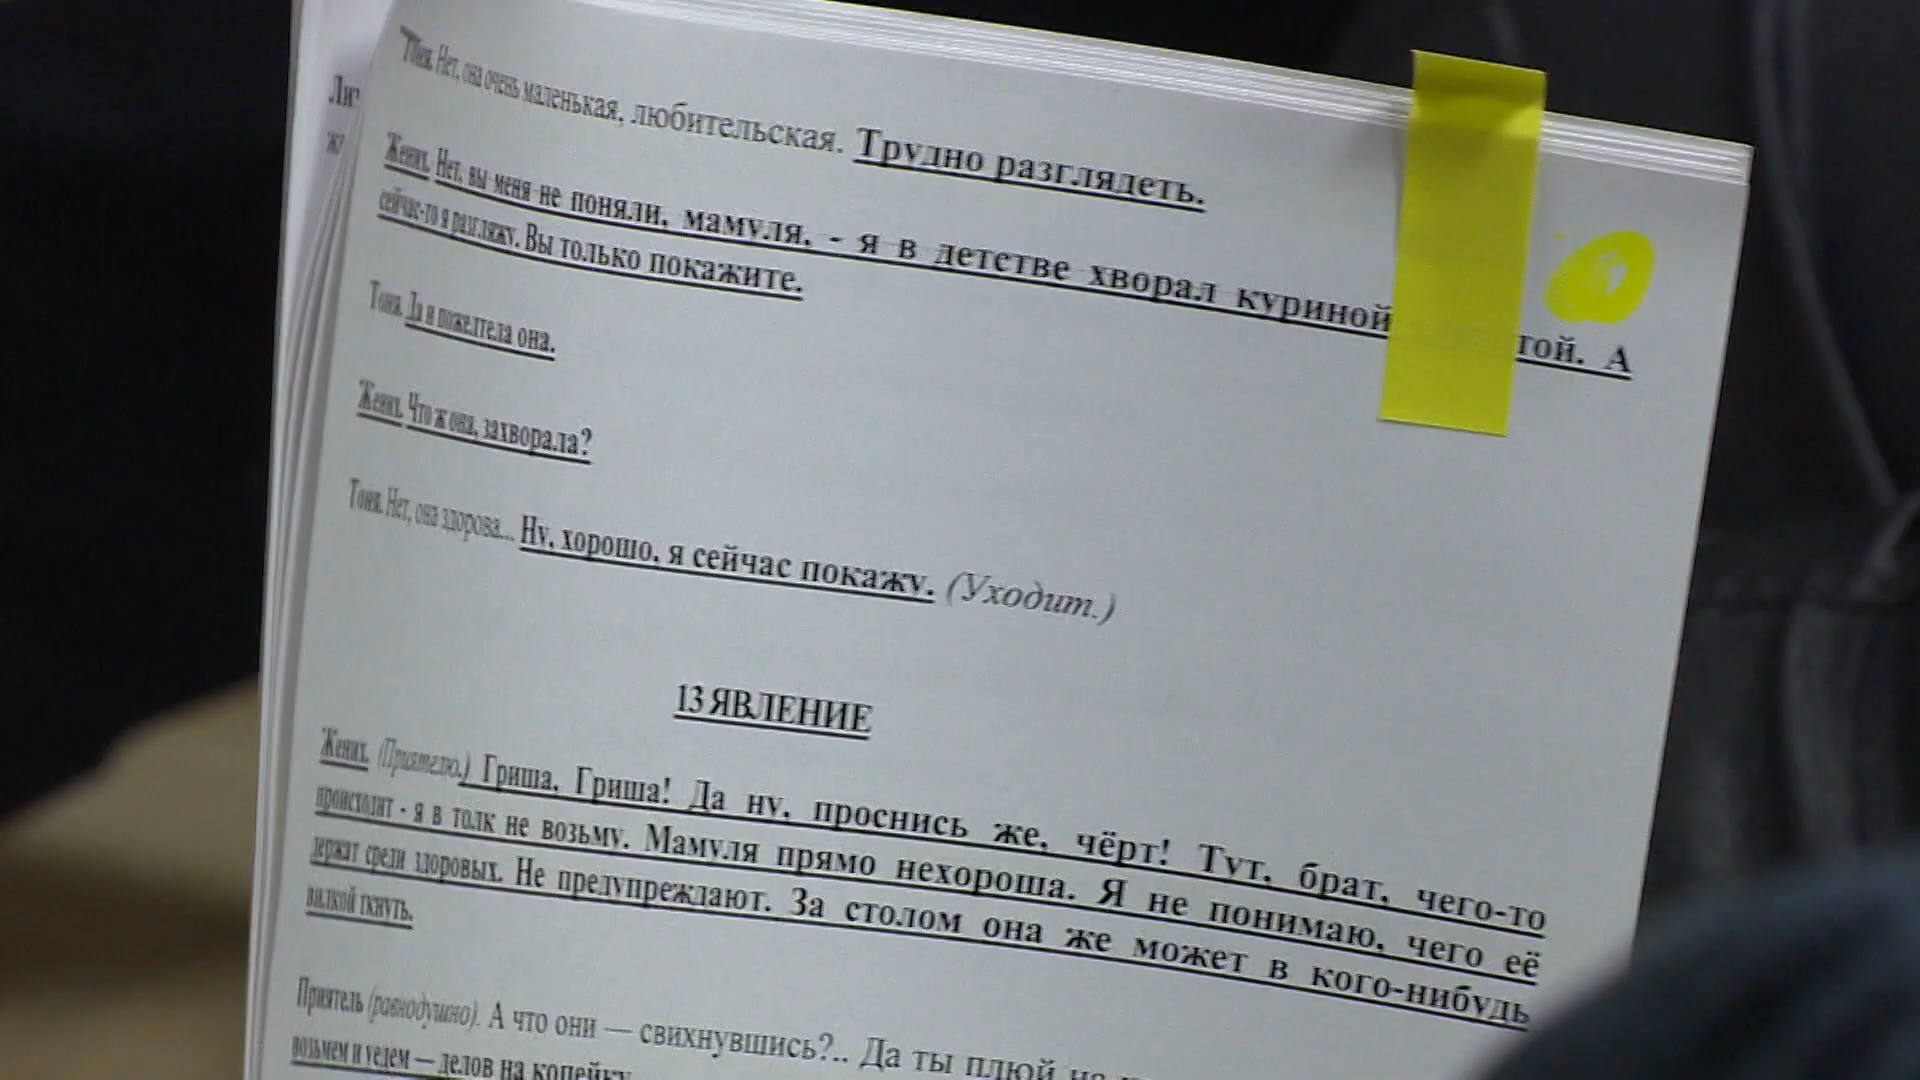 Тоня. Нет, она очень маленькая, любительская. Трудно разглядеть.
Жених. Нет, вы меня не поняли, мамуля, - я в детстве хворал куриной той. А
сейчас-то я разгляжу. Вы только покажите.
Тоня. Да и пожелтела она.
Жених. Что ж она, захворала?
Тоня. Нет, она здорова... Ну, хорошо, я сейчас покажу. (Уходит.)
13 ЯВЛЕНИЕ
Жених. (Приятелю.) Гриша, Гриша! Да ну, проснись же, чёрт! Тут, брат, чего-то
происходит - я в толк не возьму. Мамуля прямо нехороша. Я не понимаю, чего её
держат среди здоровых. Не предупреждают. За столом она же может в кого-нибудь
вилкой ткнуть.
Приятель (равнодушно). А что они — свихнувшись?.. Да ты плюй
возьмем и уедем — делов на копейку